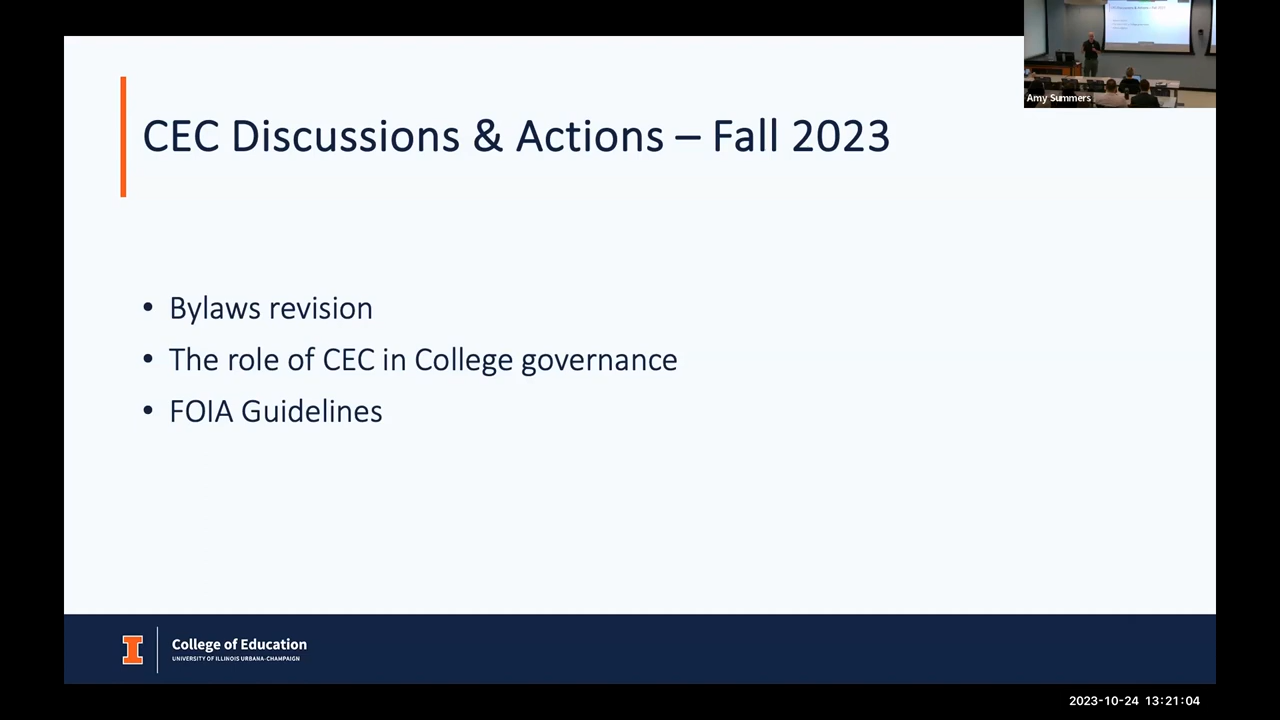 CEC Discussions & Actions – Fall 2023
Amy Summers
• Bylaws revision
• The role of CEC in College governance
• FOIA Guidelines
I
College of Education
UNIVERSITY OF ILLINOIS URBANA-CHAMPAIGN
2023-10-24 13:21:04